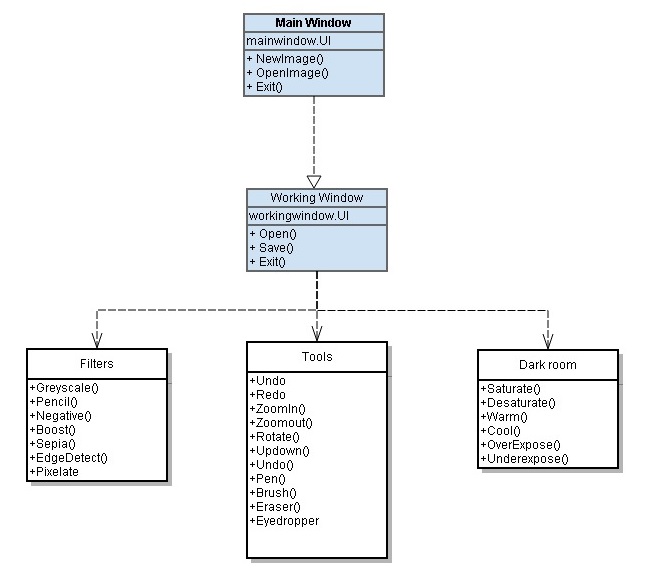 Main Window
mainwindow.UI
+ NewImage()
+ OpenImage()
+ Exit()
Working Window
workingwindow.UI
+ Open()
+ Save()
+ Exit()
Filters
+Greyscale()
+Pencil()
+Negative()
+Boost()
+Sepia()
+EdgeDetect()
+Pixelate
Tools
+Undo
+Redo
+ZoomIn()
+Zoomout()
+Rotate()
+Updown()
+Undo()
+Pen()
+Brush()
+Eraser()
+Eyedropper
Dark room
+Saturate()
+Desaturate()
+Warm()
+Cool()
+OverExpose()
+Underexpose()